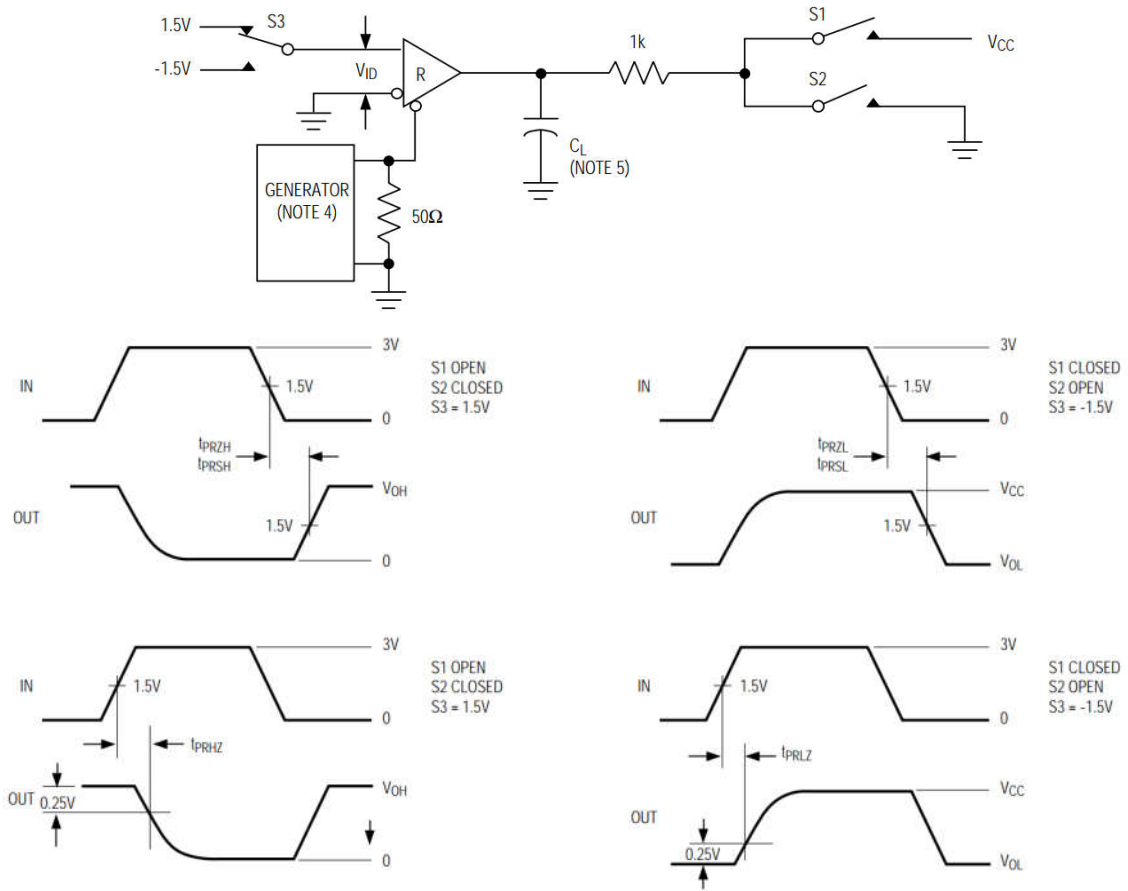 1.5V
S3
-1.5V
VID
R
1k
S1
VCC
S2
CL
(NOTE 5)
GENERATOR
(NOTE 4)
50Ω
IN
3V
1.5V
0
S1 OPEN
S2 CLOSED
S3 = 1.5V
tPRZH
tPRSH
OUT
VOH
1.5V
0
IN
3V
1.5V
0
S1 CLOSED
S2 OPEN
S3 = -1.5V
tPRZL
tPRSL
OUT
VCC
1.5V
VOL
IN
3V
1.5V
0
S1 OPEN
S2 CLOSED
S3 = 1.5V
tPRHZ
OUT
0.25V
VOH
0
IN
3V
1.5V
0
S1 CLOSED
S2 OPEN
S3 = -1.5V
tPRLZ
OUT
VCC
0.25V
VOL